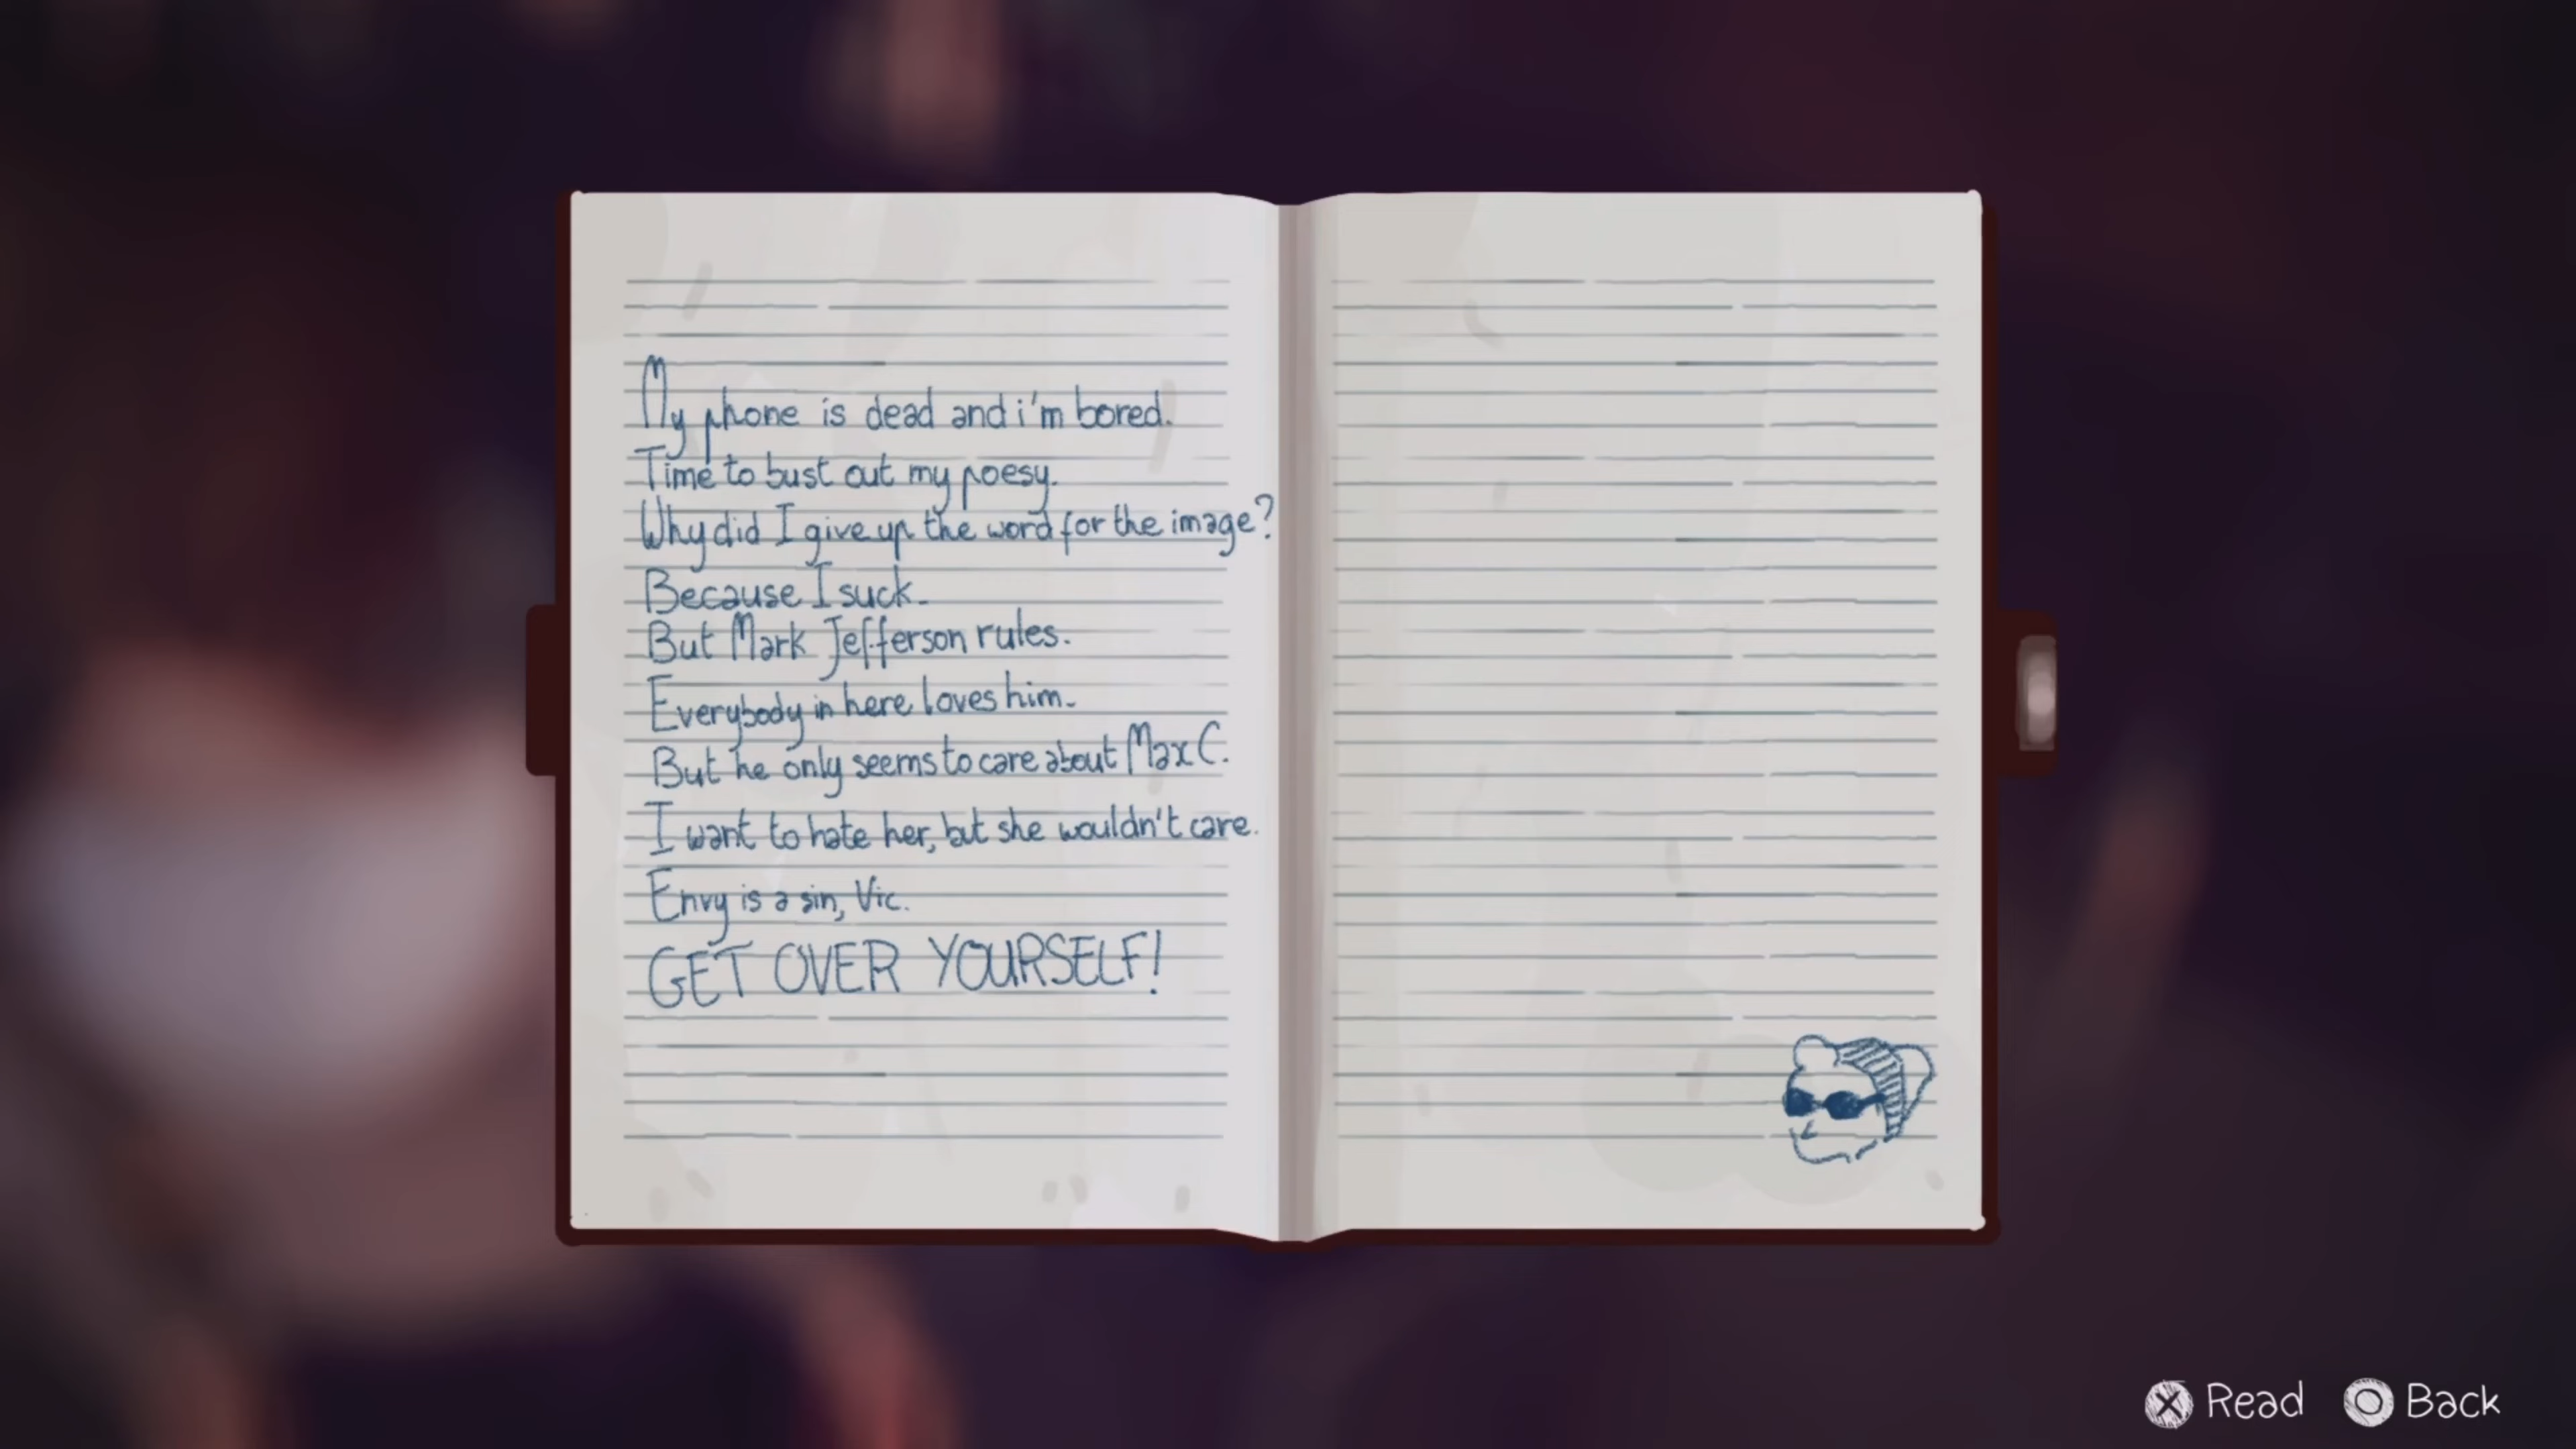 My phone is dead and i'm bored.
Time to bust out my poesy.
Why did I give up the word for the image?
Because I suck.
But Mark Jefferson rules.
Everybody in here loves him.
But he only seems to care about Max C.
I want to hate her, but she wouldn't care.
Envy is a sin, Vic.
GET OVER YOURSELF!
Read Back